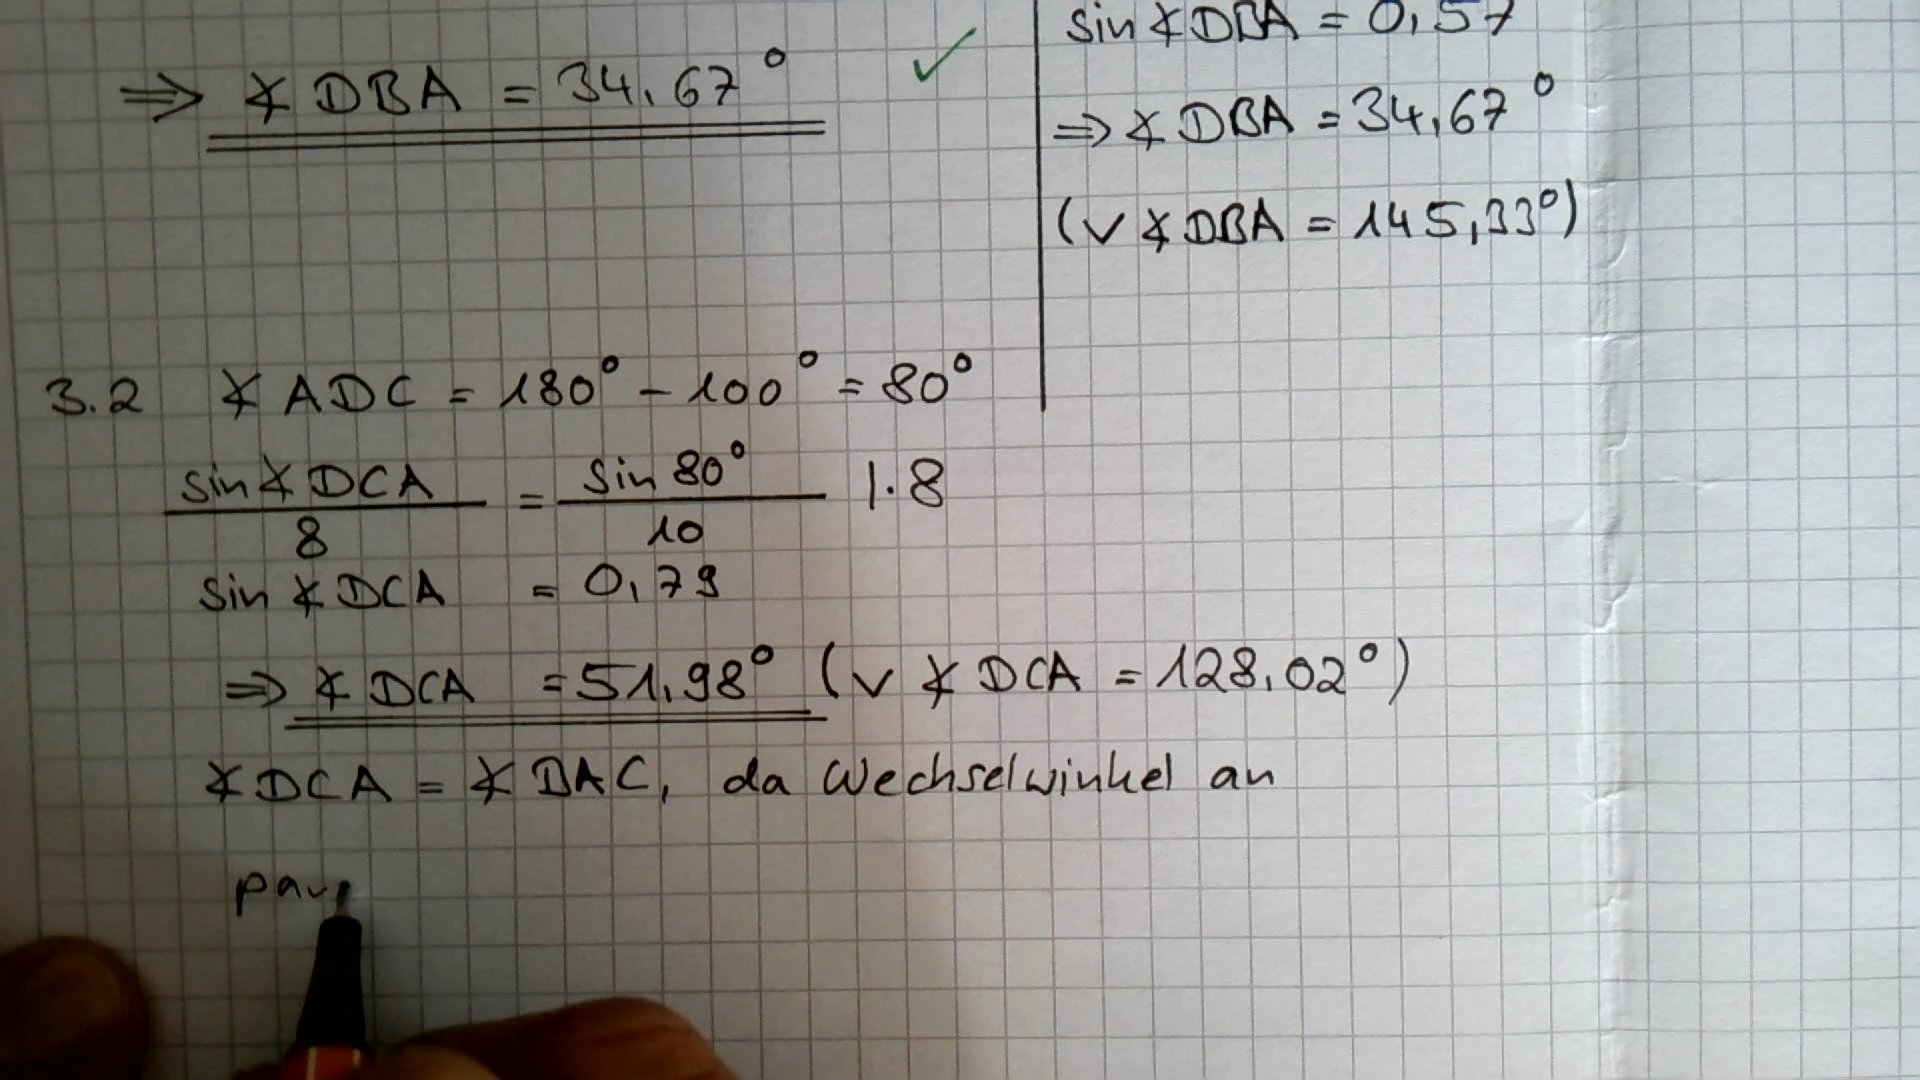 ⇒ ∡ DBA = 34,67° ✓
sin ∡ DBA = 0,57
⇒ ∡ DBA = 34,67°
(∨ ∡ DBA = 145,33°)
3.2 ∡ ADC = 180° - 100° = 80°
sin ∡ DCA / 8 = sin 80° / 10 | · 8
sin ∡ DCA = 0,79
⇒ ∡ DCA = 51,98° (∨ ∡ DCA = 128,02°)
∡ DCA = ∡ BAC, da Wechselwinkel an
par